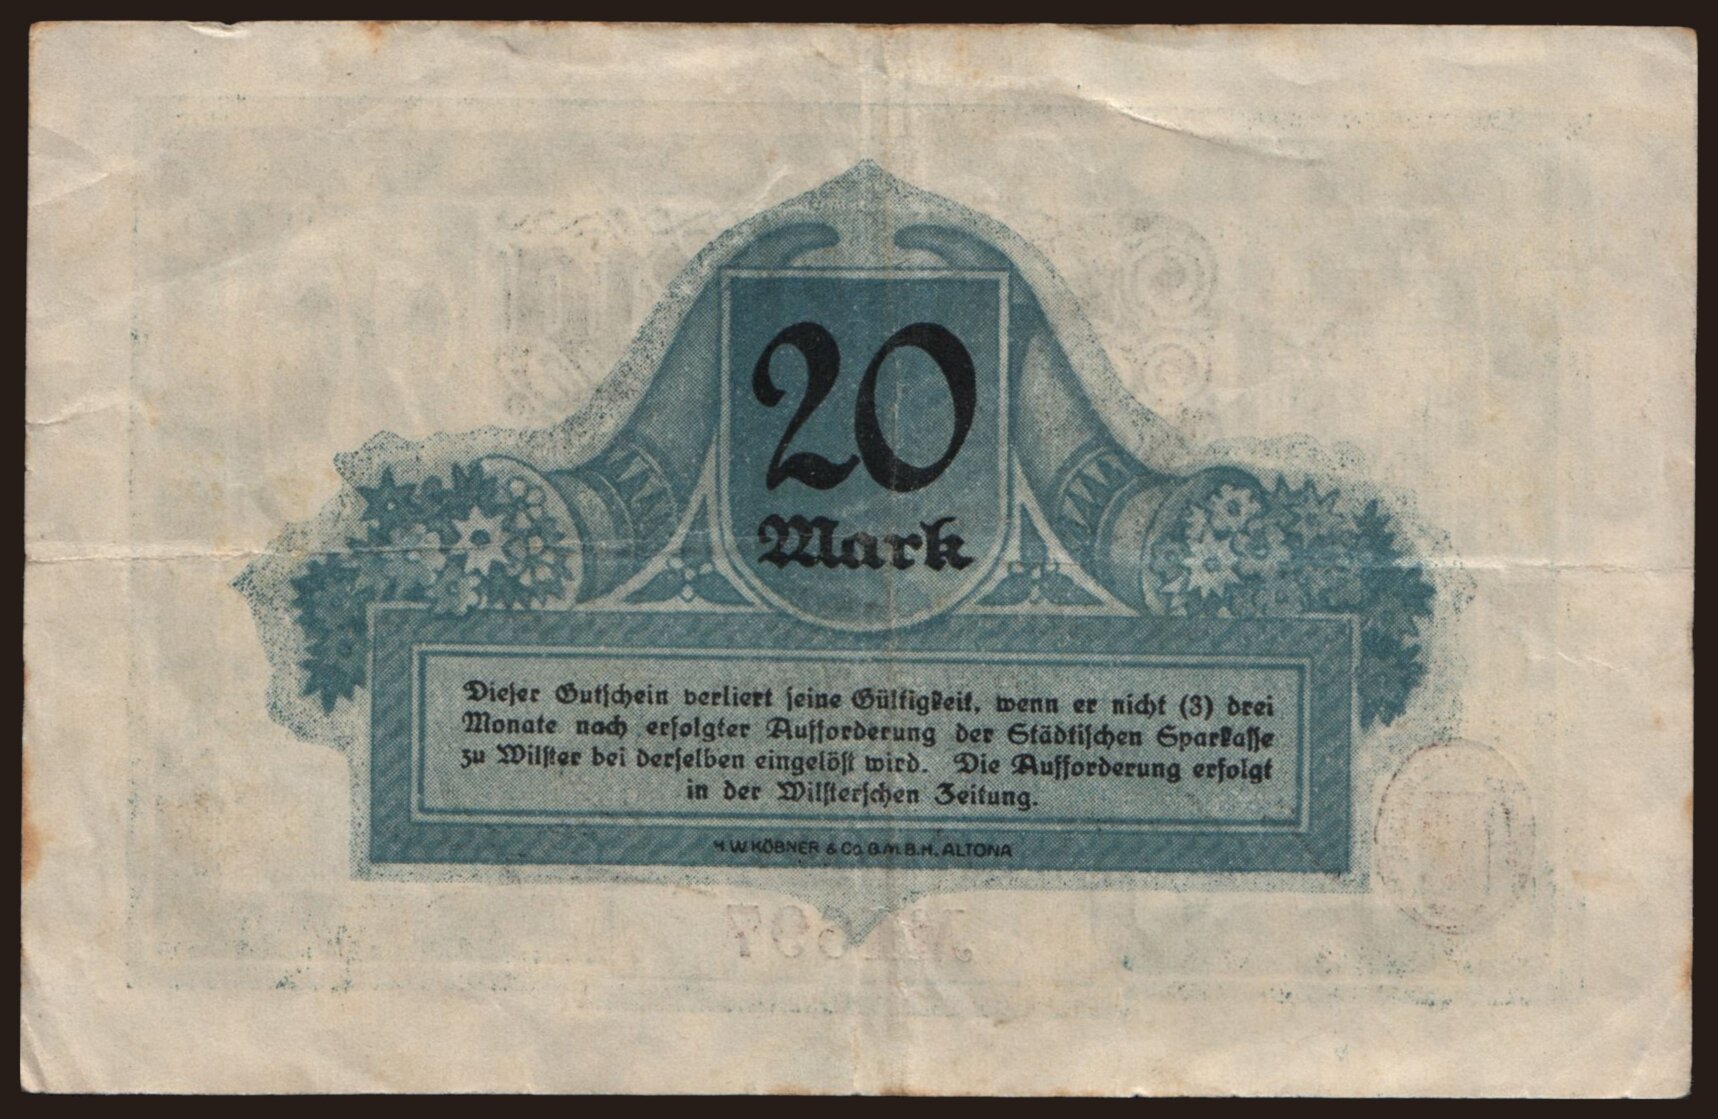 20
Mark
Dieser Gutschein verliert seine Gültigkeit, wenn er nicht (3) drei
Monate nach erfolgter Aufforderung der Städtischen Sparkasse
zu Wilster bei derselben eingelöst wird. Die Aufforderung erfolgt
in der Wilsterschen Zeitung.
H. W. KÖBNER & Co. G.M.B.H. ALTONA